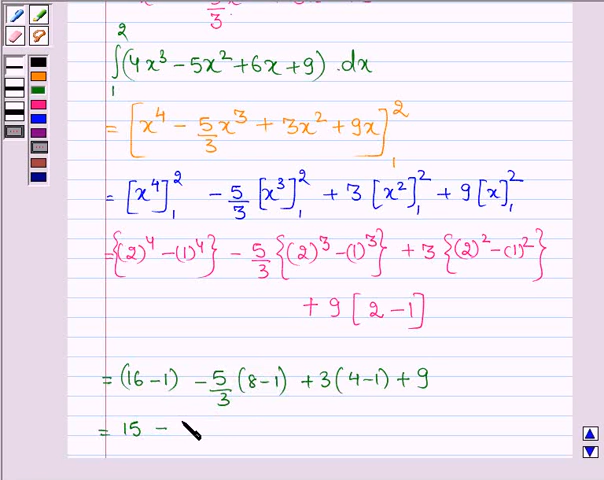 ∫₁² (4x³ − 5x² + 6x + 9) . dx
= [x⁴ − 5/3 x³ + 3x² + 9x]₁²
= [x⁴]₁² − 5/3 [x³]₁² + 3 [x²]₁² + 9 [x]₁²
= {(2)⁴ − (1)⁴} − 5/3 {(2)³ − (1)³} + 3 {(2)² − (1)²}
+ 9 [2 − 1]
= (16 − 1) − 5/3 (8 − 1) + 3 (4 − 1) + 9
= 15 −